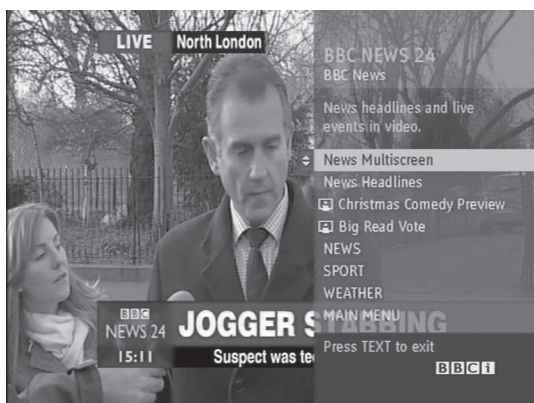 LIVE North London
BBC NEWS 24
BBC News
News headlines and live
events in video.
News Multiscreen
News Headlines
Christmas Comedy Preview
Big Read Vote
NEWS
SPORT
WEATHER
MAIN MENU
Press TEXT to exit
BBCi
BBC
NEWS 24
15:11
JOGGER STABBING
Suspect was